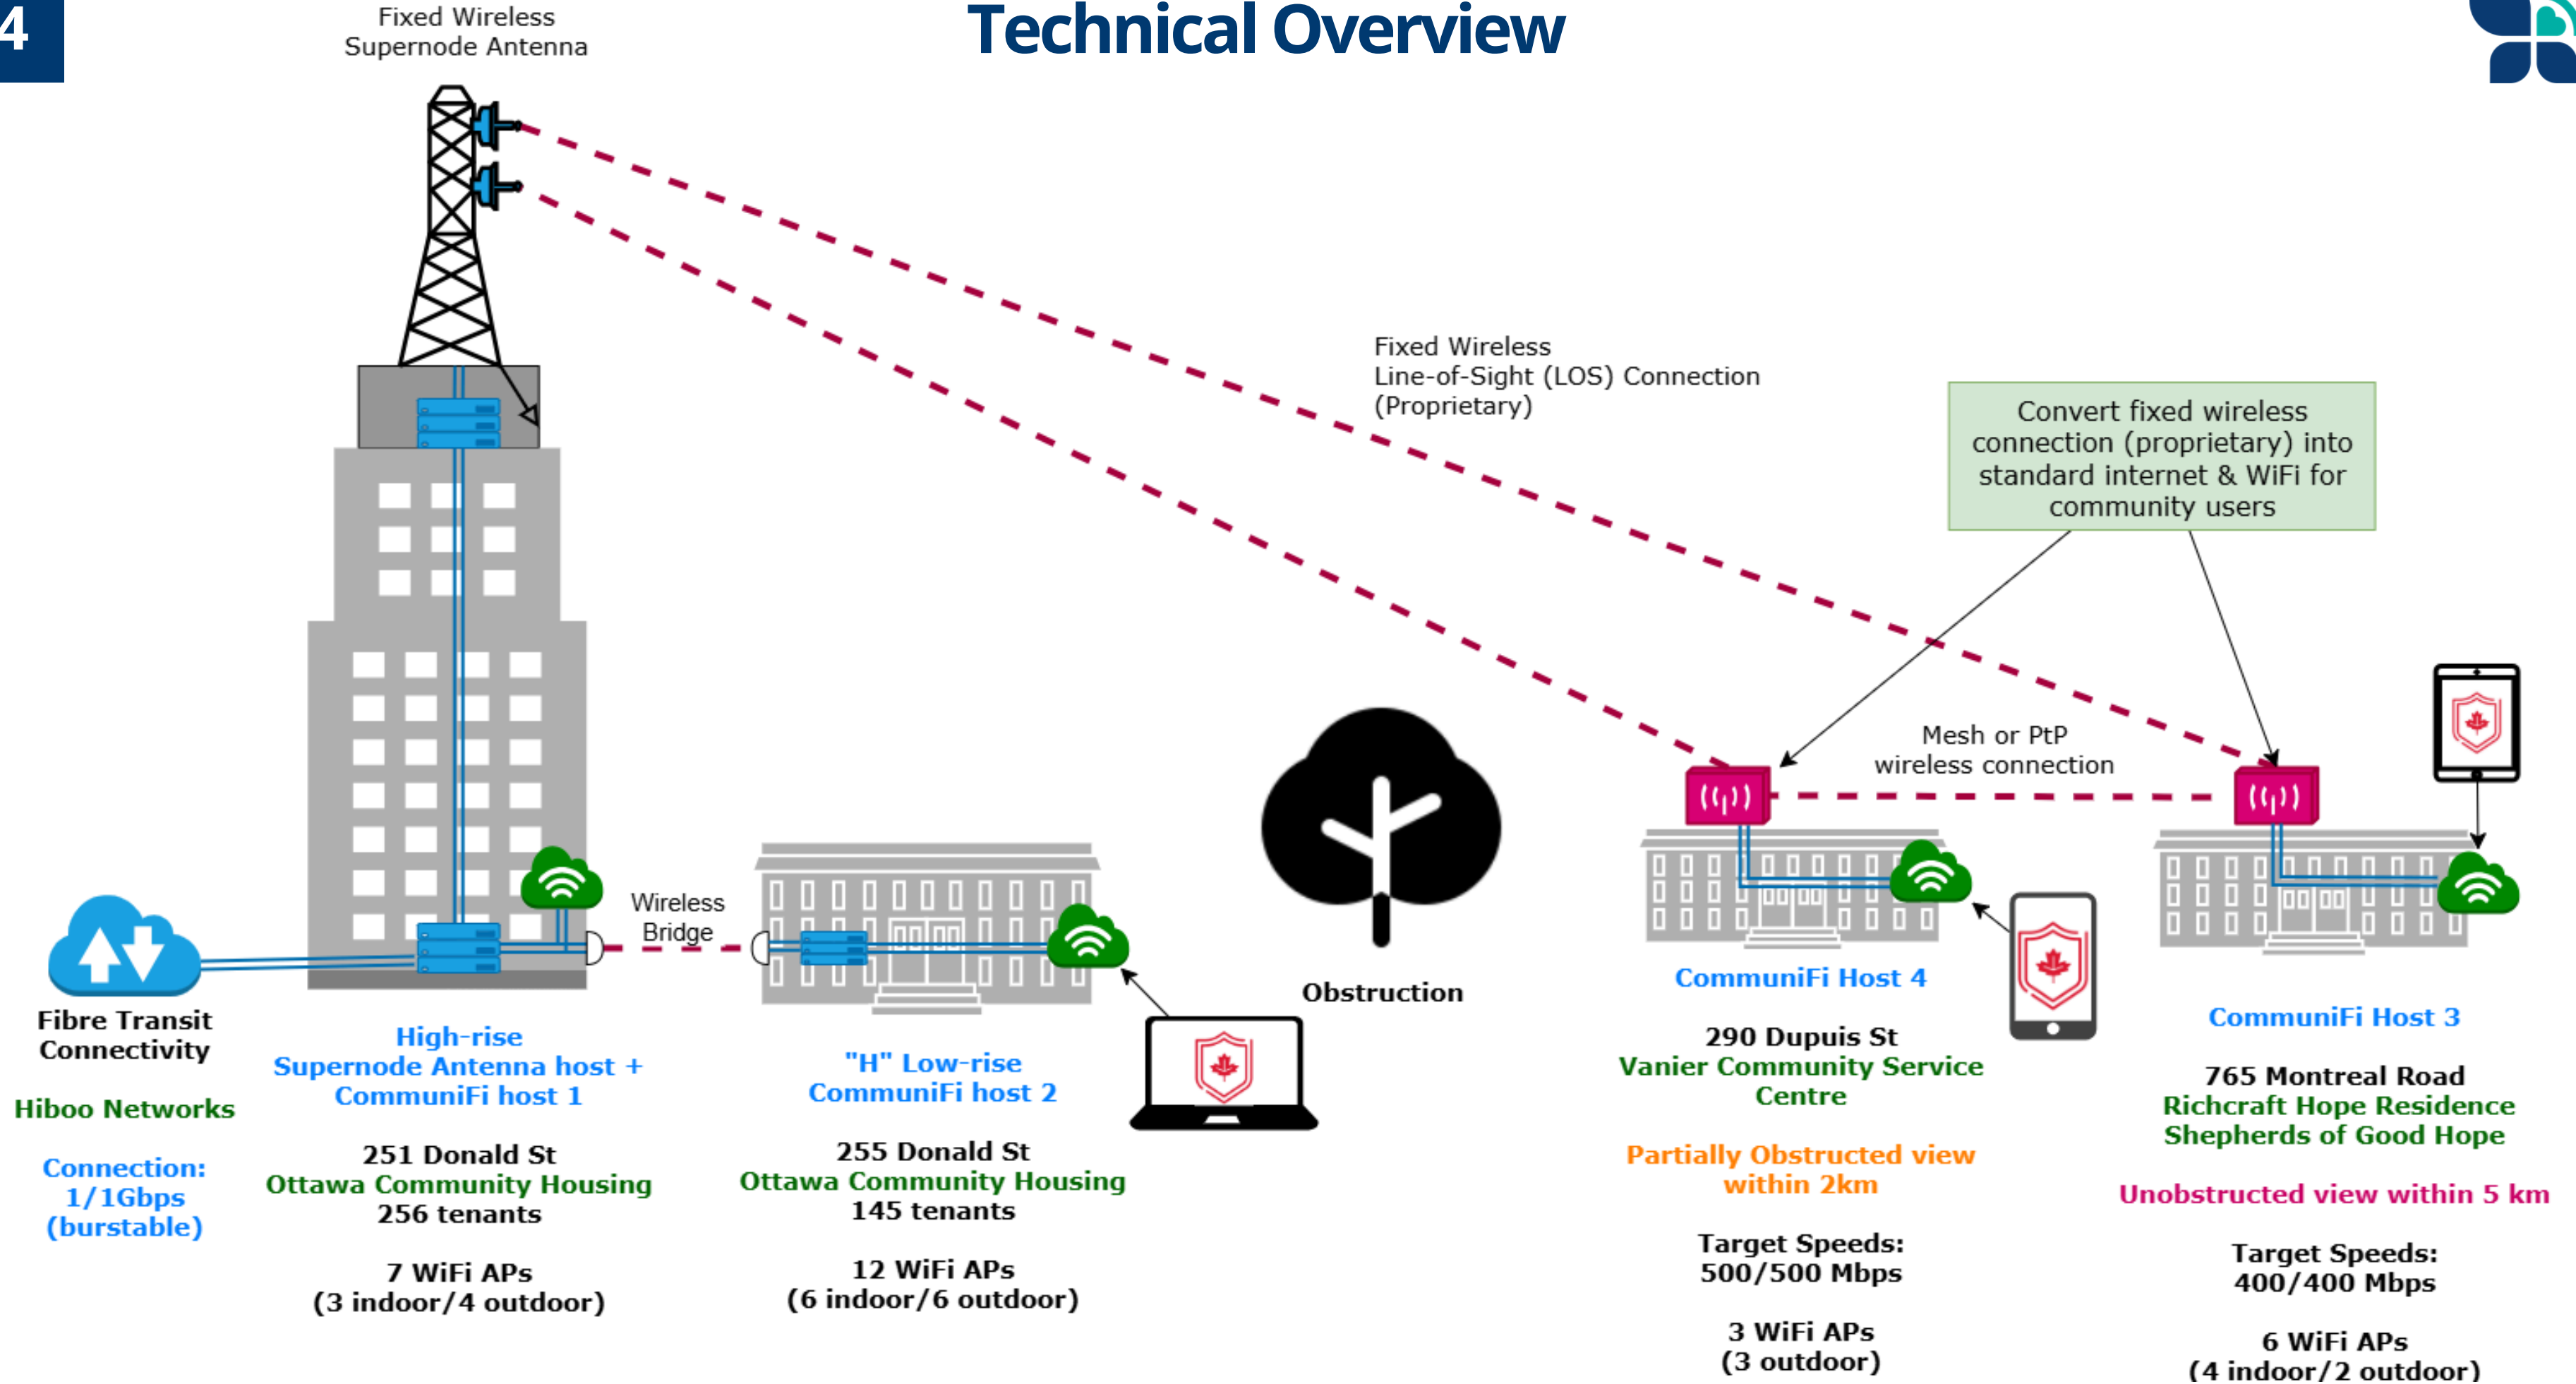 4
Technical Overview
Fixed Wireless
Supernode Antenna
Fixed Wireless
Line-of-Sight (LOS) Connection
(Proprietary)
Convert fixed wireless
connection (proprietary) into
standard internet & WiFi for
community users
Mesh or PtP
wireless connection
Wireless
Bridge
Obstruction
Fibre Transit
Connectivity
Hiboo Networks
Connection:
1/1Gbps
(burstable)
High-rise
Supernode Antenna host +
CommuniFi host 1
251 Donald St
Ottawa Community Housing
256 tenants
7 WiFi APs
(3 indoor/4 outdoor)
"H" Low-rise
CommuniFi host 2
255 Donald St
Ottawa Community Housing
145 tenants
12 WiFi APs
(6 indoor/6 outdoor)
CommuniFi Host 4
290 Dupuis St
Vanier Community Service
Centre
Partially Obstructed view
within 2km
Target Speeds:
500/500 Mbps
3 WiFi APs
(3 outdoor)
CommuniFi Host 3
765 Montreal Road
Richcraft Hope Residence
Shepherds of Good Hope
Unobstructed view within 5 km
Target Speeds:
400/400 Mbps
6 WiFi APs
(4 indoor/2 outdoor)